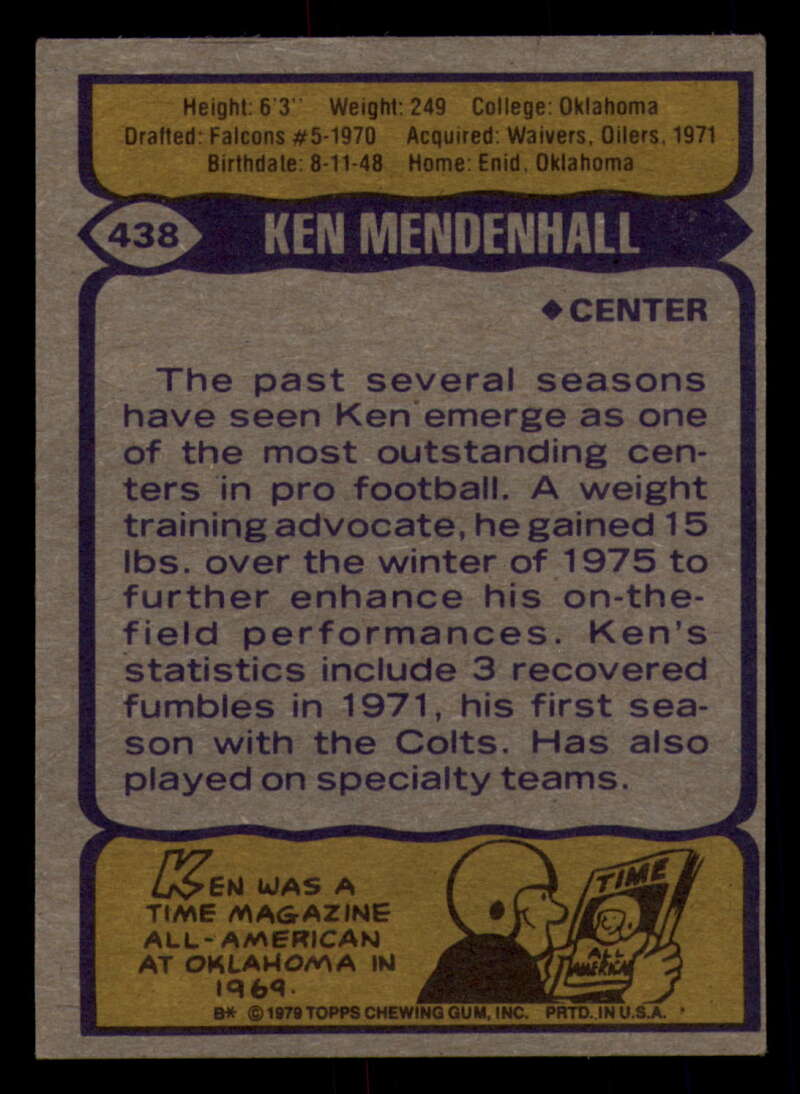 Height: 6'3" Weight: 249 College: Oklahoma
Drafted: Falcons #5-1970 Acquired: Waivers, Oilers, 1971
Birthdate: 8-11-48 Home: Enid, Oklahoma
438 KEN MENDENHALL
◆CENTER
The past several seasons
have seen Ken emerge as one
of the most outstanding cen-
ters in pro football. A weight
training advocate, he gained 15
lbs. over the winter of 1975 to
further enhance his on-the-
field performances. Ken's
statistics include 3 recovered
fumbles in 1971, his first sea-
son with the Colts. Has also
played on specialty teams.
KEN WAS A
TIME MAGAZINE
ALL-AMERICAN
AT OKLAHOMA IN
1969.
TIME
ALL
AMERICAN
B* © 1979 TOPPS CHEWING GUM, INC. PRTD. IN U.S.A.